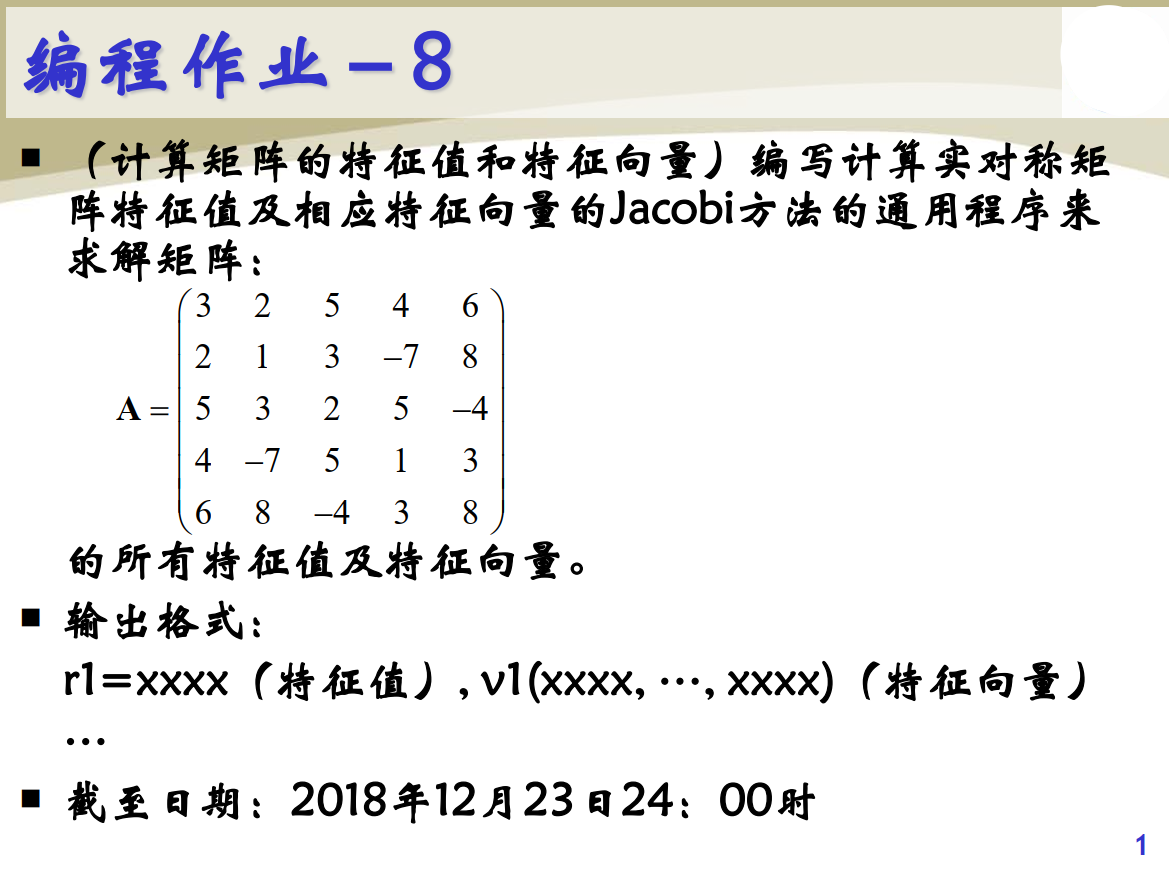 编程作业－8
■ （计算矩阵的特征值和特征向量）编写计算实对称矩
阵特征值及相应特征向量的Jacobi方法的通用程序来
求解矩阵：
3 2 5 4 6
2 1 3 −7 8
A = 5 3 2 5 −4
4 −7 5 1 3
6 8 −4 3 8
的所有特征值及特征向量。
■ 输出格式：
r1=xxxx（特征值）, v1(xxxx, …, xxxx)（特征向量）
…
■ 截至日期：2018年12月23日24：00时
1